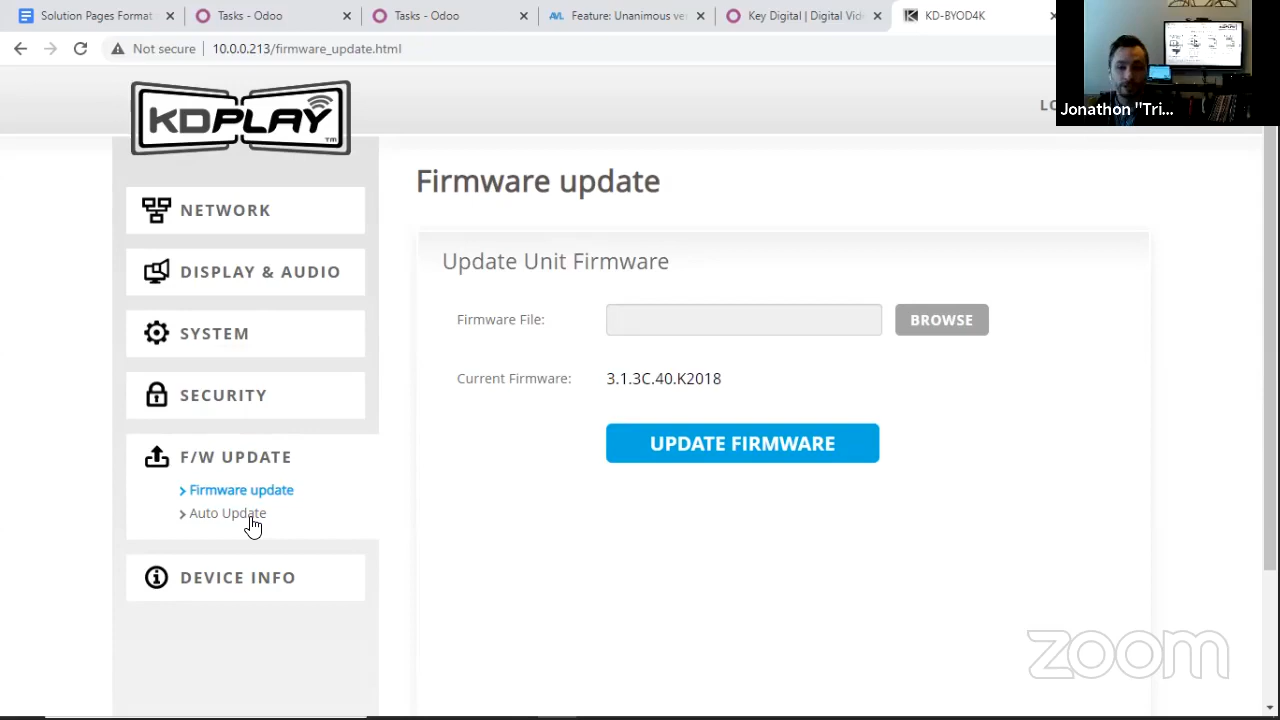 Solution Pages Format
Tasks - Odoo
Tasks - Odoo
Feature: Unanimous ve
Key Digital | Digital Vid
KD-BYOD4K
Not secure
10.0.0.213/firmware_update.html
KDPLAY
TM
LO
Jonathon "Tri...
NETWORK
DISPLAY & AUDIO
SYSTEM
SECURITY
F/W UPDATE
Firmware update
Auto Update
DEVICE INFO
Firmware update
Update Unit Firmware
Firmware File:
BROWSE
Current Firmware:
3.1.3C.40.K2018
UPDATE FIRMWARE
zoom